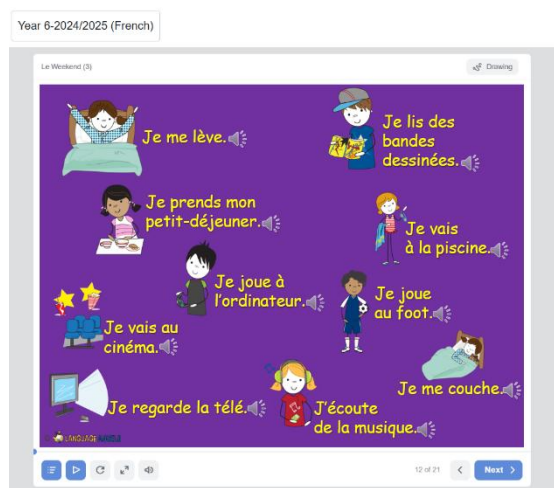 Year 6-2024/2025 (French)
Le Weekend (3)
Drawing
Je me lève.
Je lis des
bandes
dessinées.
Je prends mon
petit-déjeuner.
Je vais
à la piscine.
Je joue à
l'ordinateur.
Je joue
au foot.
Je vais au
cinéma.
Je me couche.
Je regarde la télé.
J'écoute
de la musique.
LANGUAGE ANGELS
12 of 21
Next